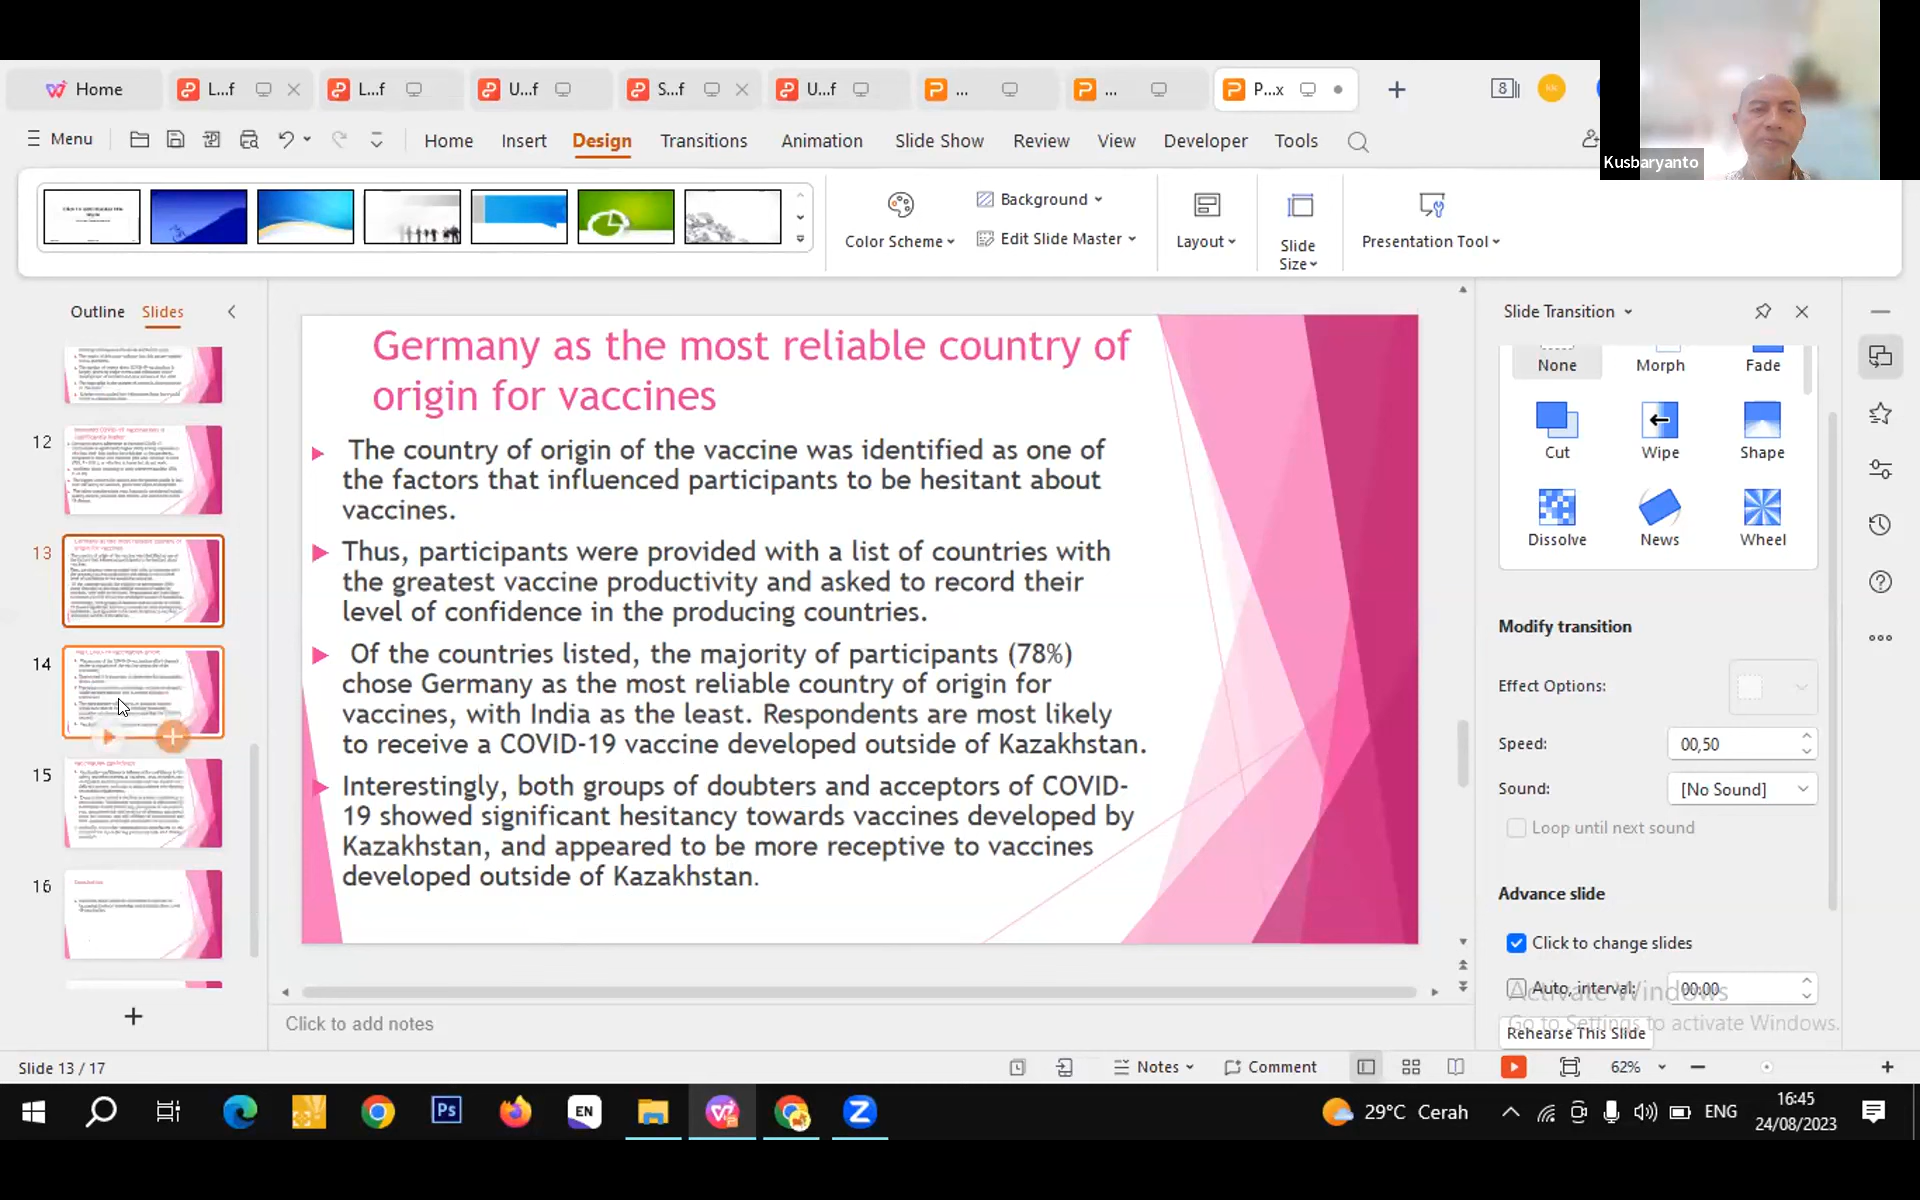 Home
L...f
L...f
U...f
S...f
U...f
...
...
P...x
8
Kusbaryanto
Menu
Home
Insert
Design
Transitions
Animation
Slide Show
Review
View
Developer
Tools
Color Scheme
Background
Edit Slide Master
Layout
Slide
Size
Presentation Tool
Outline
Slides
12
13
14
15
16
Germany as the most reliable country of
origin for vaccines
The country of origin of the vaccine was identified as one of
the factors that influenced participants to be hesitant about
vaccines.
Thus, participants were provided with a list of countries with
the greatest vaccine productivity and asked to record their
level of confidence in the producing countries.
Of the countries listed, the majority of participants (78%)
chose Germany as the most reliable country of origin for
vaccines, with India as the least. Respondents are most likely
to receive a COVID-19 vaccine developed outside of Kazakhstan.
Interestingly, both groups of doubters and acceptors of COVID-
19 showed significant hesitancy towards vaccines developed by
Kazakhstan, and appeared to be more receptive to vaccines
developed outside of Kazakhstan.
Click to add notes
Slide Transition
None
Morph
Fade
Cut
Wipe
Shape
Dissolve
News
Wheel
Modify transition
Effect Options:
Speed:
00,50
Sound:
[No Sound]
Loop until next sound
Advance slide
Click to change slides
Auto, interval:
00:00
Activate Windows
Go to Settings to activate Windows.
Rehearse This Slide
Slide 13 / 17
Notes
Comment
62%
Ps
EN
29°C Cerah
ENG
16:45
24/08/2023